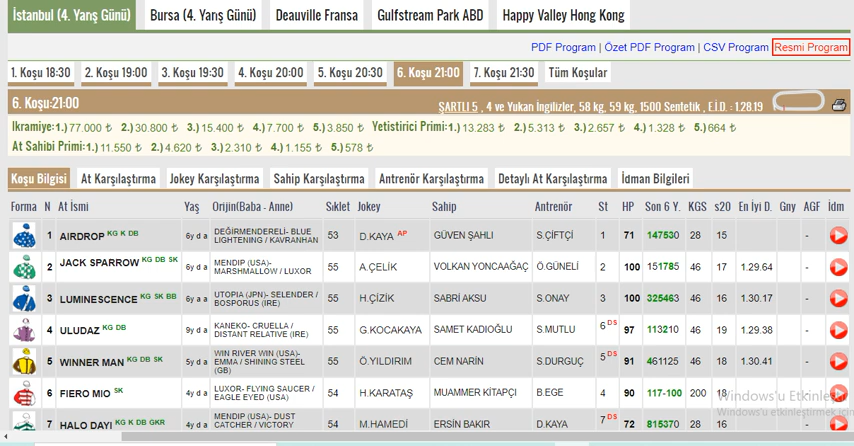 İstanbul (4. Yarış Günü) Bursa (4. Yarış Günü) Deauville Fransa Gulfstream Park ABD Happy Valley Hong Kong
PDF Program | Özet PDF Program | CSV Program Resmi Program
1. Koşu 18:30 2. Koşu 19:00 3. Koşu 19:30 4. Koşu 20:00 5. Koşu 20:30 6. Koşu 21:00 7. Koşu 21:30 Tüm Koşular
6. Koşu:21:00 ŞARTLI 5 , 4 ve Yukarı İngilizler, 58 kg, 59 kg, 1500 Sentetik , E.İ.D. : 1.28.19
Ikramiye: 1.) 77.000 ₺ 2.) 30.800 ₺ 3.) 15.400 ₺ 4.) 7.700 ₺ 5.) 3.850 ₺ Yetistirici Primi: 1.) 13.283 ₺ 2.) 5.313 ₺ 3.) 2.657 ₺ 4.) 1.328 ₺ 5.) 664 ₺
At Sahibi Primi: 1.) 11.550 ₺ 2.) 4.620 ₺ 3.) 2.310 ₺ 4.) 1.155 ₺ 5.) 578 ₺
Koşu Bilgisi At Karşılaştırma Jokey Karşılaştırma Sahip Karşılaştırma Antrenör Karşılaştırma Detaylı At Karşılaştırma İdman Bilgileri
Forma N At İsmi Yaş Orijin(Baba - Anne) Sıklet Jokey Sahip Antrenör St HP Son 6 Y. KGS s20 En İyi D. Gny AGF İdm
1 AIRDROP KG K DB 6y d a DEĞİRMENDERELİ- BLUE LIGHTENING / KAVRANHAN 53 D.KAYA AP GÜVEN ŞAHLI S.ÇİFTÇİ 1 71 147530 28 15 -
2 JACK SPARROW KG DB SK 6y d a MENDIP (USA)- MARSHMALLOW / LUXOR 55 A.ÇELİK VOLKAN YONCAAĞAÇ Ö.GÜNELİ 2 100 151785 46 17 1.29.64 -
3 LUMINESCENCE KG SK BB 6y a a UTOPIA (JPN)- SELENDER / BOSPORUS (IRE) 55 H.ÇİZİK SABRİ AKSU S.ONAY 3 100 325463 46 16 1.30.17 -
4 ULUDAZ KG DB 9y d a KANEKO- CRUELLA / DISTANT RELATIVE (IRE) 55 G.KOCAKAYA SAMET KADIOĞLU S.MUTLU 6 DS 97 113210 46 19 1.29.38 -
5 WINNER MAN KG DB SK 5y d a WIN RIVER WIN (USA)- EMMA / SHINING STEEL (GB) 55 Ö.YILDIRIM CEM NARİN S.DURGUÇ 5 DS 91 461125 46 18 1.30.41 -
6 FIERO MIO SK 4y d a LUXOR- FLYING SAUCER / EAGLE EYED (USA) 54 H.KARATAŞ MUAMMER KİTAPÇI B.EGE 4 90 117-100 200 18 -
7 HALO DAYI KG K DB GKR 4y d a MENDIP (USA)- DUST CATCHER / VICTORY 54 M.HAMEDİ ERSİN BAKIR D.KAYA 7 DS 72 815370 28 16 -
Windows'u Etkinleştir
Windows'u etkinleştirmek için